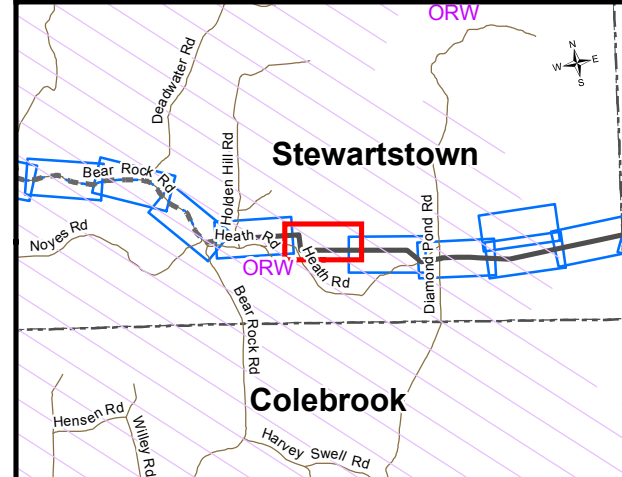 ORW
N
W E
S
Deadwater Rd
Stewartstown
Bear Rock Rd
Holden Hill Rd
Diamond Pond Rd
Noyes Rd
Heath Rd
Heath Rd
ORW
Bear Rock Rd
Colebrook
Hensen Rd
Willey Rd
Harvey Swell Rd